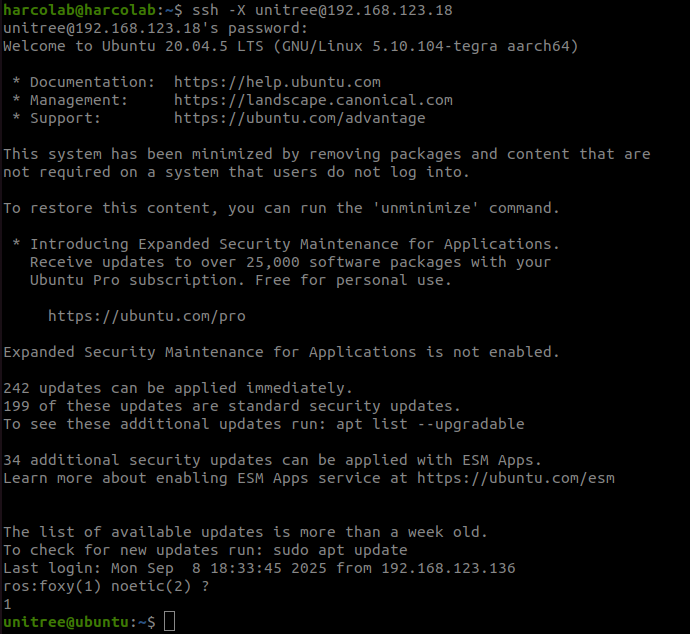 harcolab@harcolab:~$ ssh -X unitree@192.168.123.18
unitree@192.168.123.18's password:
Welcome to Ubuntu 20.04.5 LTS (GNU/Linux 5.10.104-tegra aarch64)
* Documentation: https://help.ubuntu.com
* Management: https://landscape.canonical.com
* Support: https://ubuntu.com/advantage
This system has been minimized by removing packages and content that are
not required on a system that users do not log into.
To restore this content, you can run the 'unminimize' command.
* Introducing Expanded Security Maintenance for Applications.
Receive updates to over 25,000 software packages with your
Ubuntu Pro subscription. Free for personal use.
https://ubuntu.com/pro
Expanded Security Maintenance for Applications is not enabled.
242 updates can be applied immediately.
199 of these updates are standard security updates.
To see these additional updates run: apt list --upgradable
34 additional security updates can be applied with ESM Apps.
Learn more about enabling ESM Apps service at https://ubuntu.com/esm
The list of available updates is more than a week old.
To check for new updates run: sudo apt update
Last login: Mon Sep  8 18:33:45 2025 from 192.168.123.136
ros:foxy(1) noetic(2) ?
1
unitree@ubuntu:~$